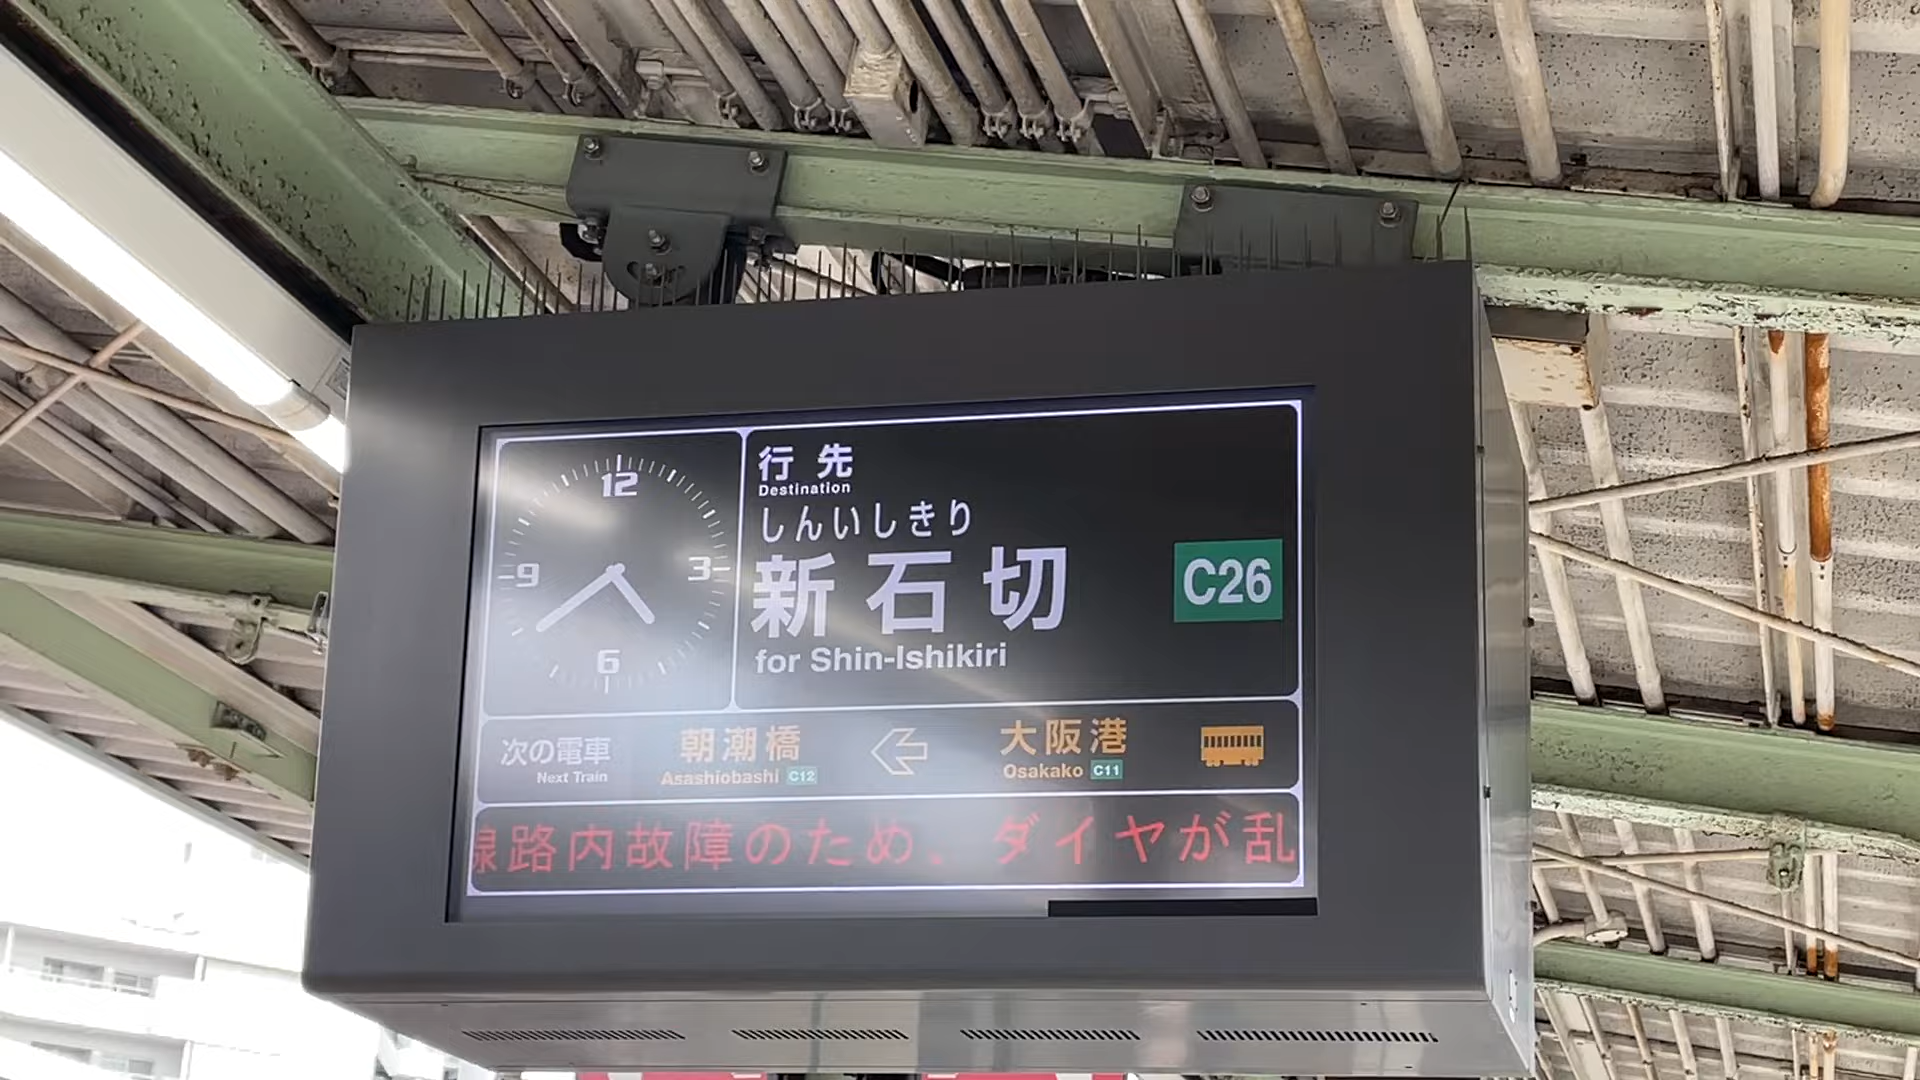 12
3
6
9
行先
Destination
しんいしきり
新石切
for Shin-Ishikiri
C26
次の電車
Next Train
朝潮橋
Asashiobashi C12
大阪港
Osakako C11
線路内故障のため、ダイヤが乱